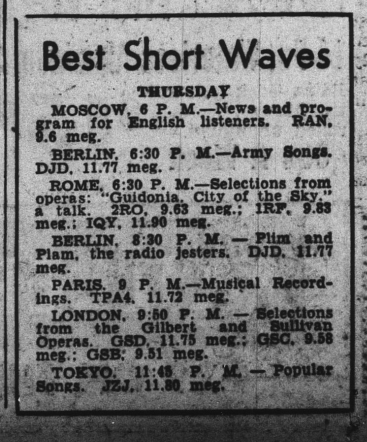 Best Short Waves
THURSDAY
MOSCOW, 6 P. M.—News and pro-
gram for English listeners. RAN,
9.6 meg.
BERLIN, 6:30 P. M.—Army Songs.
DJD, 11.77 meg.
ROME, 6:30 P. M.—Selections from
operas: "Guidonia, City of the Sky,"
a talk. 2RO, 9.63 meg.; 1RF, 9.83
meg.; IQY, 11.90 meg.
BERLIN, 8:30 P. M. — Plim and
Plam, the radio jesters. DJD, 11.77
meg.
PARIS, 9 P. M.—Musical Record-
ings. TPA4, 11.72 meg.
LONDON, 9:50 P. M. — Selections
from the Gilbert and Sullivan
Operas. GSD, 11.75 meg.; GSC, 9.58
meg.; GSB, 9.51 meg.
TOKYO, 11:45 P. M. — Popular
Songs. JZJ, 11.80 meg.